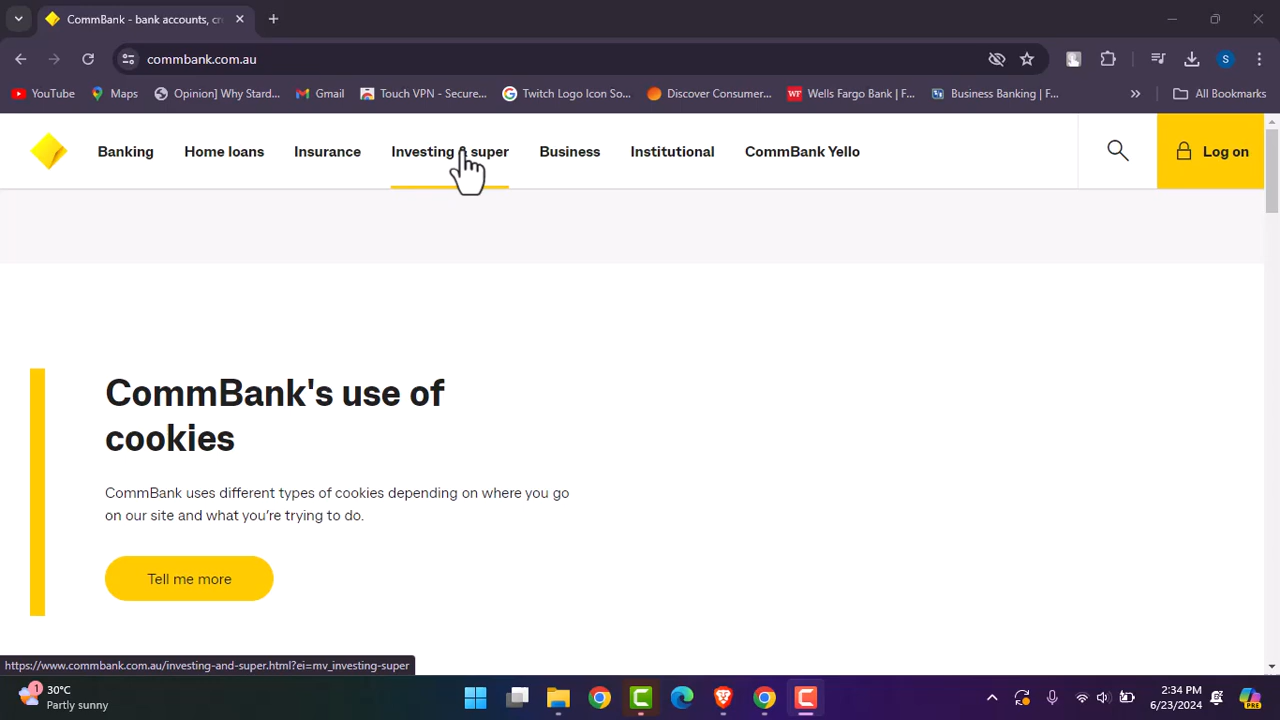 CommBank - bank accounts, cr
commbank.com.au
S
YouTube
Maps
Opinion] Why Stard...
Gmail
Touch VPN - Secure...
Twitch Logo Icon So...
Discover Consumer...
WF
Wells Fargo Bank | F...
Business Banking | F...
All Bookmarks
Banking
Home loans
Insurance
Investing & super
Business
Institutional
CommBank Yello
Log on
CommBank's use of
cookies
CommBank uses different types of cookies depending on where you go
on our site and what you're trying to do.
Tell me more
https://www.commbank.com.au/investing-and-super.html?ei=mv_investing-super
1
30°C
Partly sunny
2:34 PM
6/23/2024
PRE